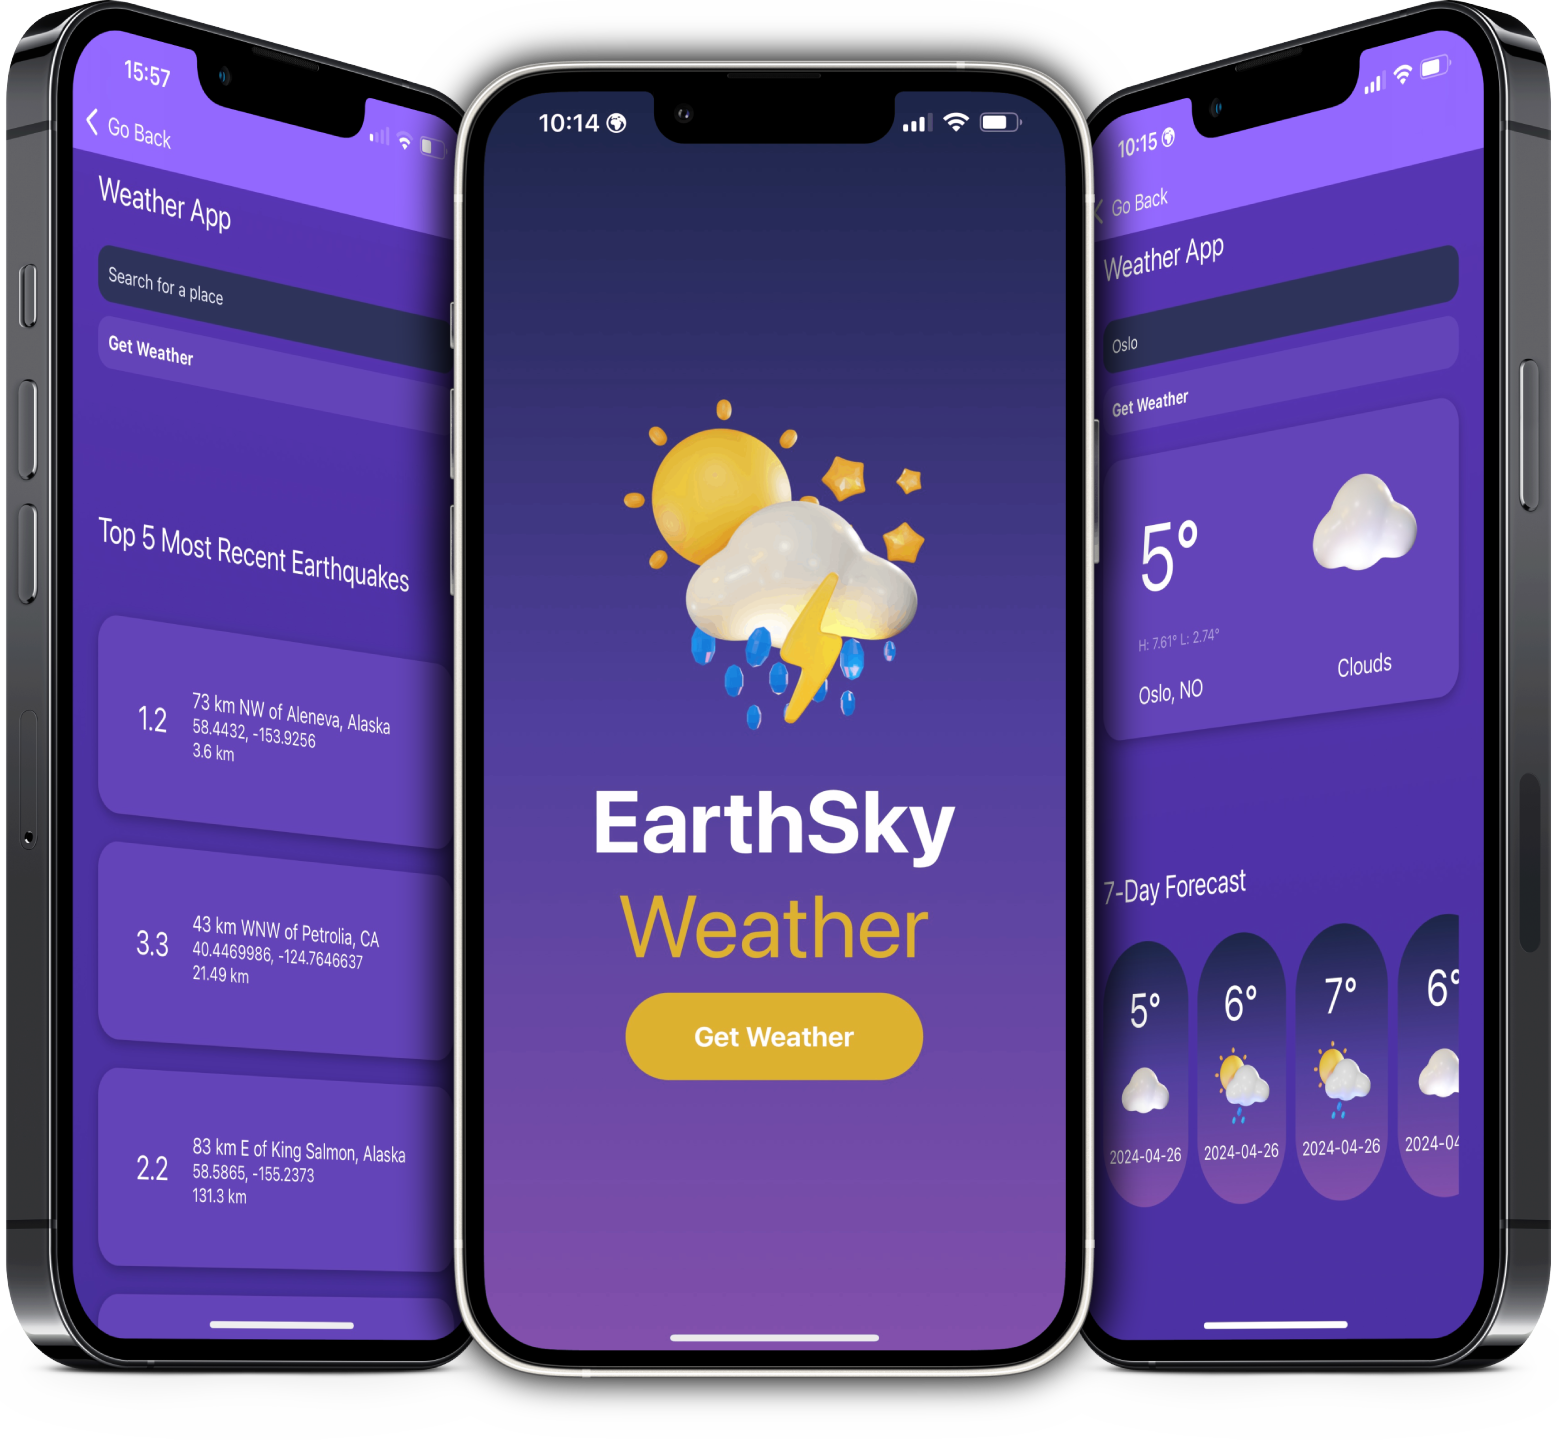 15:57
Go Back
Weather App
Search for a place
Get Weather
Top 5 Most Recent Earthquakes
1.2
73 km NW of Aleneva, Alaska
58.4432, -153.9256
3.6 km
3.3
43 km WNW of Petrolia, CA
40.4469986, -124.7646637
21.49 km
2.2
83 km E of King Salmon, Alaska
58.5865, -155.2373
131.3 km
10:14
EarthSky
Weather
Get Weather
10:15
Go Back
Weather App
Oslo
Get Weather
5°
H: 7.61° L: 2.74°
Oslo, NO
Clouds
7-Day Forecast
5° 6° 7° 6°
2024-04-26 2024-04-26 2024-04-26 2024-04